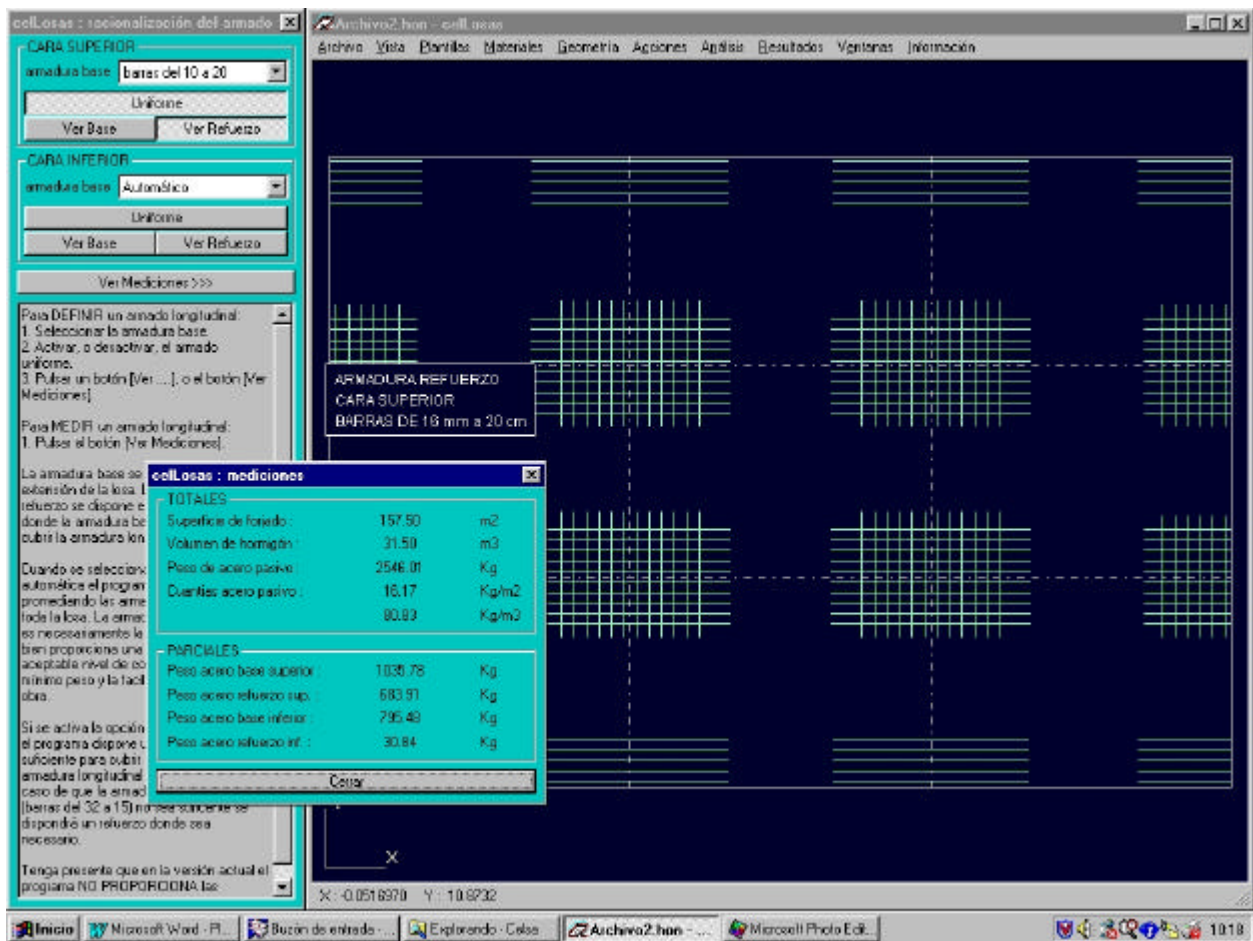 celLosas : racionalización del armado
CARA SUPERIOR
armadura base barras del 10 a 20
Uniforme
Ver Base Ver Refuerzo
CARA INFERIOR
armadura base Automático
Uniforme
Ver Base Ver Refuerzo
Ver Mediciones >>>
Para DEFINIR un armado longitudinal:
1. Seleccionar la armadura base.
2. Activar, o desactivar, el armado
uniforme.
3. Pulsar un botón [Ver ....], o el botón [Ver
Mediciones].
Para MEDIR un armado longitudinal:
1. Pulsar el botón [Ver Mediciones].
La armadura base se
extensión de la losa.
refuerzo se dispone e
donde la armadura be
cubrir la armadura lon
Cuando se selecciona
automática el program
promediando las arma
toda la losa. La armad
es necesariamente la
bien proporciona una
aceptable nivel de co
mínimo peso y la facil
obra.
Si se activa la opción
el programa dispone u
suficiente para cubrir
armadura longitudinal
caso de que la armad
(barras del 32 a 15) no sea suficiente se
dispondrá un refuerzo donde sea
necesario.
Tenga presente que en la versión actual el
programa NO PROPORCIONA las
Archivo2.hon - celLosas
Archivo Vista Plantillas Materiales Geometría Acciones Análisis Resultados Ventanas Información
ARMADURA REFUERZO
CARA SUPERIOR
BARRAS DE 16 mm a 20 cm
celLosas : mediciones
TOTALES
Superficie de forjado : 157.50 m2
Volumen de hormigón : 31.50 m3
Peso de acero pasivo : 2546.01 Kg
Cuantías acero pasivo : 16.17 Kg/m2
80.83 Kg/m3
PARCIALES
Peso acero base superior : 1035.78 Kg
Peso acero refuerzo sup. : 683.91 Kg
Peso acero base inferior : 795.48 Kg
Peso acero refuerzo inf. : 30.84 Kg
Cerrar
X
X : -0.0516970 Y : 10.8732
Inicio Microsoft Word - Pl... Buzón de entrada - ... Explorando - Celsa Archivo2.hon - ... Microsoft Photo Edit... 10:18